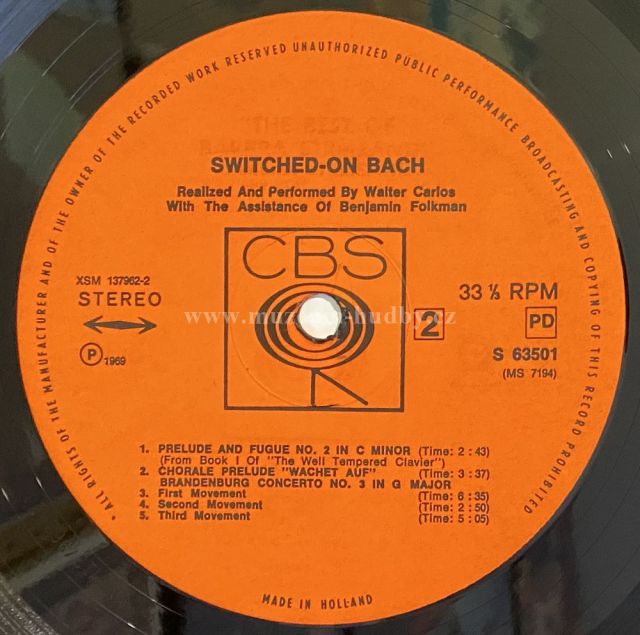 * ALL RIGHTS OF THE MANUFACTURER AND OF THE OWNER OF THE RECORDED WORK RESERVED UNAUTHORIZED PUBLIC PERFORMANCE BROADCASTING AND COPYING OF THIS RECORD PROHIBITED
"THE BEST OF
SWITCHED-ON BACH
Realized And Performed By Walter Carlos
With The Assistance Of Benjamin Folkman
CBS
XSM 137962-2
STEREO
Ⓟ 1969
2
33 ⅓ RPM
PD
S 63501
(MS 7194)
1. PRELUDE AND FUGUE NO. 2 IN C MINOR (Time: 2 : 43)
(From Book I Of "The Well Tempered Clavier")
2. CHORALE PRELUDE "WACHET AUF" (Time: 3 : 37)
BRANDENBURG CONCERTO NO. 3 IN G MAJOR
3. First Movement (Time: 6 : 35)
4. Second Movement (Time: 2 : 50)
5. Third Movement (Time: 5 : 05)
MADE IN HOLLAND